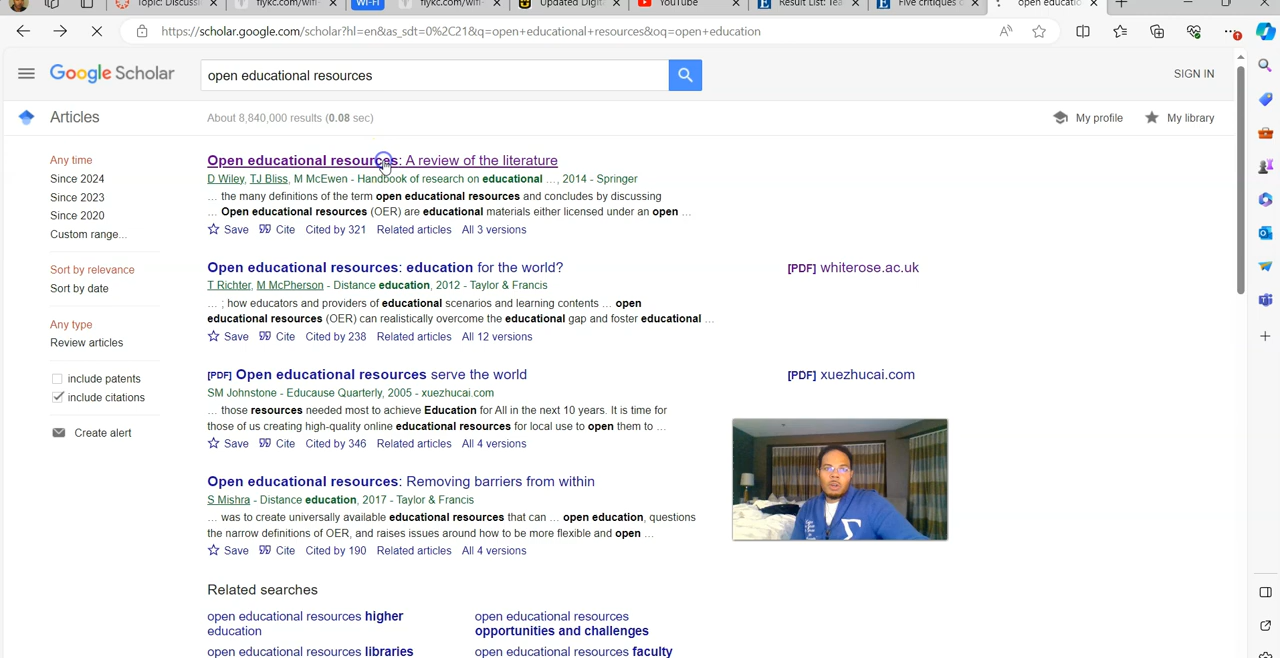 Topic: Discuss
flykc.com/wifi-
WI-FI
flykc.com/wifi-
Updated Digit
YouTube
Result List: Tea
Five critiques o
open educatio
https://scholar.google.com/scholar?hl=en&as_sdt=0%2C21&q=open+educational+resources&oq=open+education
Google Scholar
open educational resources
SIGN IN
Articles
About 8,840,000 results (0.08 sec)
My profile
My library
Any time
Since 2024
Since 2023
Since 2020
Custom range...
Sort by relevance
Sort by date
Any type
Review articles
include patents
include citations
Create alert
Open educational resources: A review of the literature
D Wiley, TJ Bliss, M McEwen - Handbook of research on educational ..., 2014 - Springer
... the many definitions of the term open educational resources and concludes by discussing
... Open educational resources (OER) are educational materials either licensed under an open ...
Save Cite Cited by 321 Related articles All 3 versions
Open educational resources: education for the world?
[PDF] whiterose.ac.uk
T Richter, M McPherson - Distance education, 2012 - Taylor & Francis
... ; how educators and providers of educational scenarios and learning contents ... open
educational resources (OER) can realistically overcome the educational gap and foster educational ...
Save Cite Cited by 238 Related articles All 12 versions
[PDF] Open educational resources serve the world
[PDF] xuezhucai.com
SM Johnstone - Educause Quarterly, 2005 - xuezhucai.com
... those resources needed most to achieve Education for All in the next 10 years. It is time for
those of us creating high-quality online educational resources for local use to open them to ...
Save Cite Cited by 346 Related articles All 4 versions
Open educational resources: Removing barriers from within
S Mishra - Distance education, 2017 - Taylor & Francis
... was to create universally available educational resources that can ... open education, questions
the narrow definitions of OER, and raises issues around how to be more flexible and open ...
Save Cite Cited by 190 Related articles All 4 versions
Related searches
open educational resources higher
education
open educational resources
opportunities and challenges
open educational resources libraries
open educational resources faculty